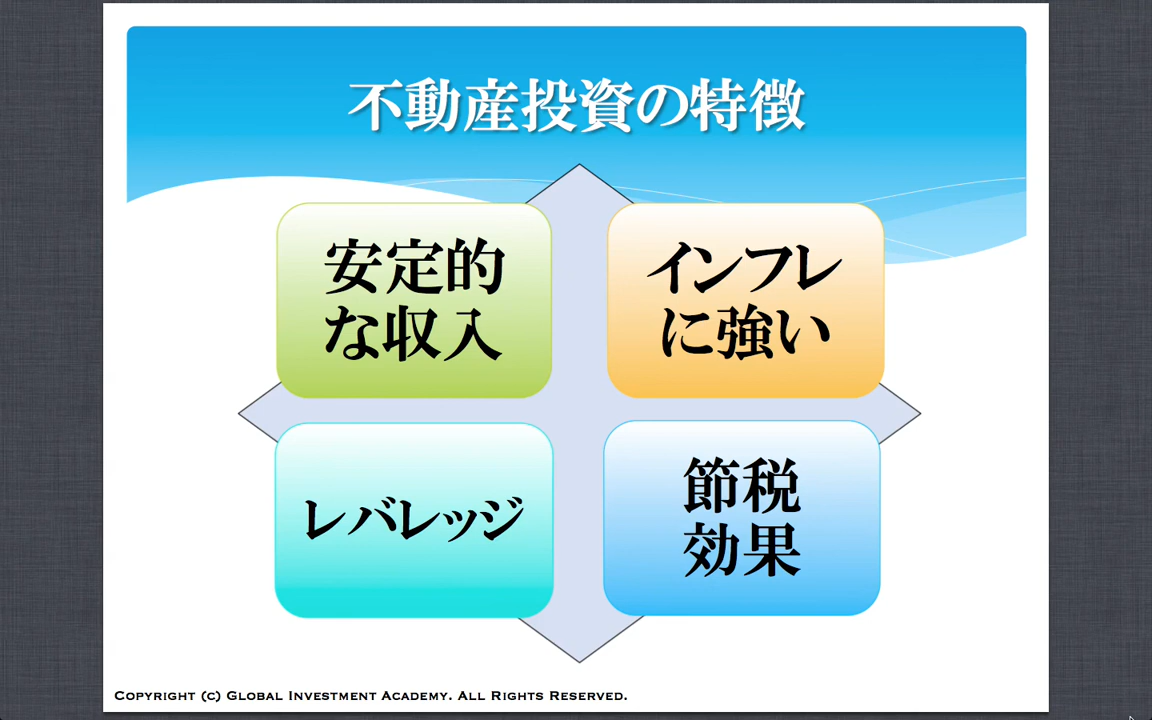 不動産投資の特徴
安定的
な収入
インフレ
に強い
レバレッジ
節税
効果
Copyright (c) Global Investment Academy. All Rights Reserved.